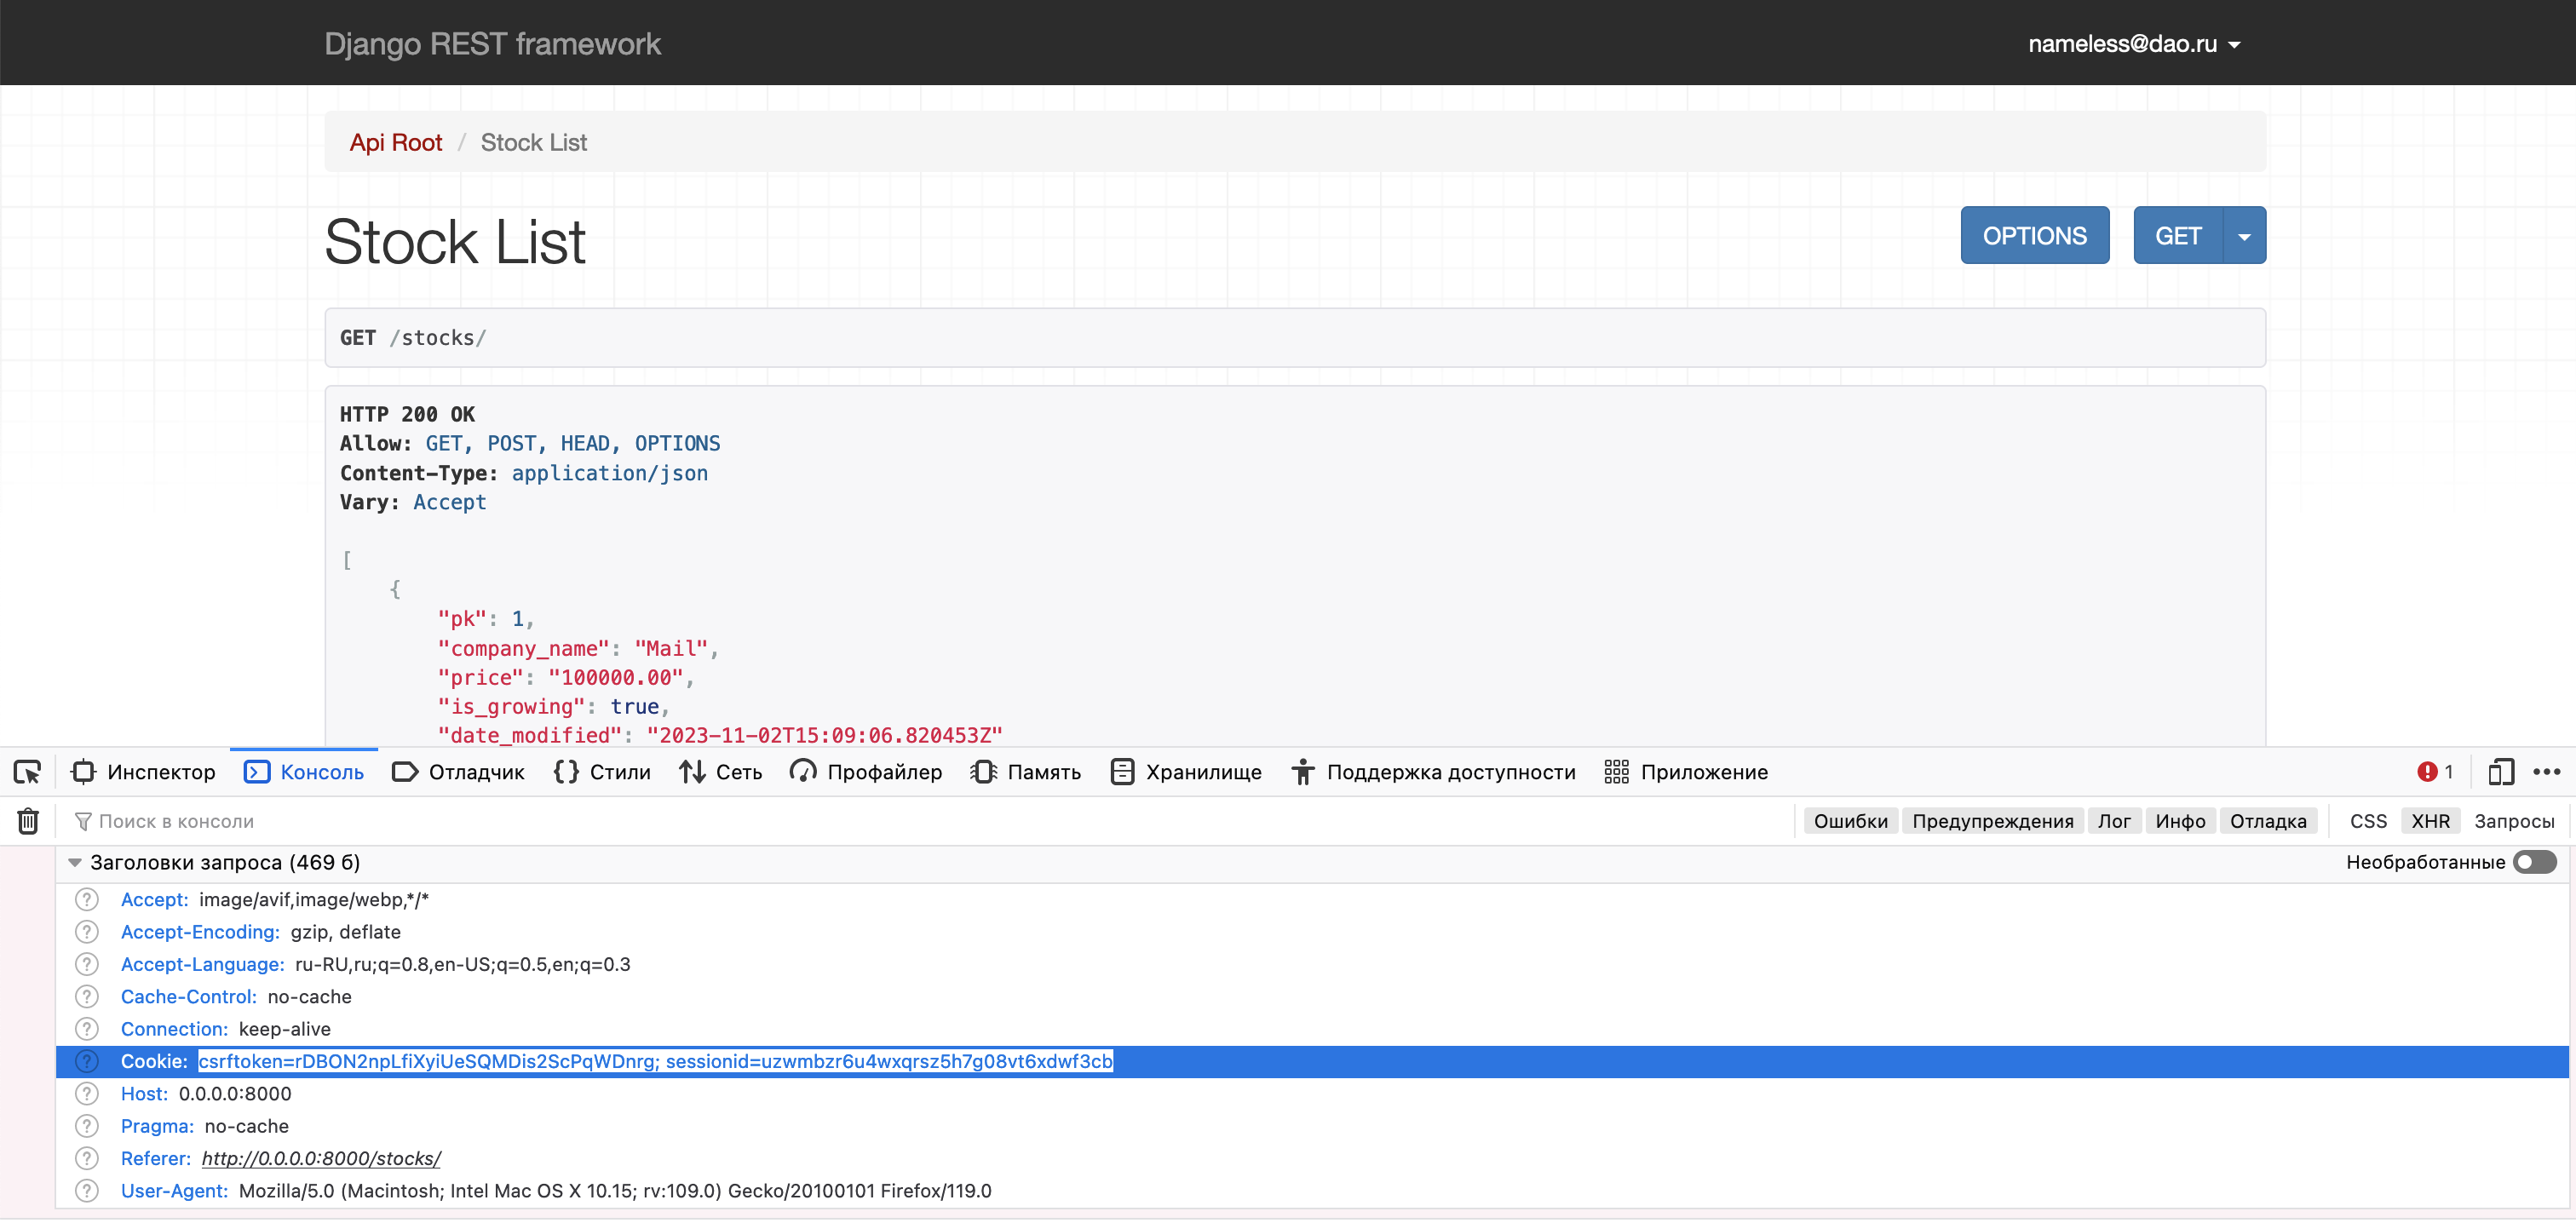 Django REST framework
nameless@dao.ru
Api Root / Stock List
Stock List
OPTIONS
GET
GET /stocks/
HTTP 200 OK
Allow: GET, POST, HEAD, OPTIONS
Content-Type: application/json
Vary: Accept
[
{
"pk": 1,
"company_name": "Mail",
"price": "100000.00",
"is_growing": true,
"date_modified": "2023-11-02T15:09:06.820453Z"
Инспектор Консоль Отладчик Стили Сеть Профайлер Память Хранилище Поддержка доступности Приложение 1
Поиск в консоли Ошибки Предупреждения Лог Инфо Отладка CSS XHR Запросы
Заголовки запроса (469 б) Необработанные
Accept: image/avif,image/webp,*/*
Accept-Encoding: gzip, deflate
Accept-Language: ru-RU,ru;q=0.8,en-US;q=0.5,en;q=0.3
Cache-Control: no-cache
Connection: keep-alive
Cookie: csrftoken=rDBON2npLfiXyiUeSQMDis2ScPqWDnrg; sessionid=uzwmbzr6u4wxqrsz5h7g08vt6xdwf3cb
Host: 0.0.0.0:8000
Pragma: no-cache
Referer: http://0.0.0.0:8000/stocks/
User-Agent: Mozilla/5.0 (Macintosh; Intel Mac OS X 10.15; rv:109.0) Gecko/20100101 Firefox/119.0